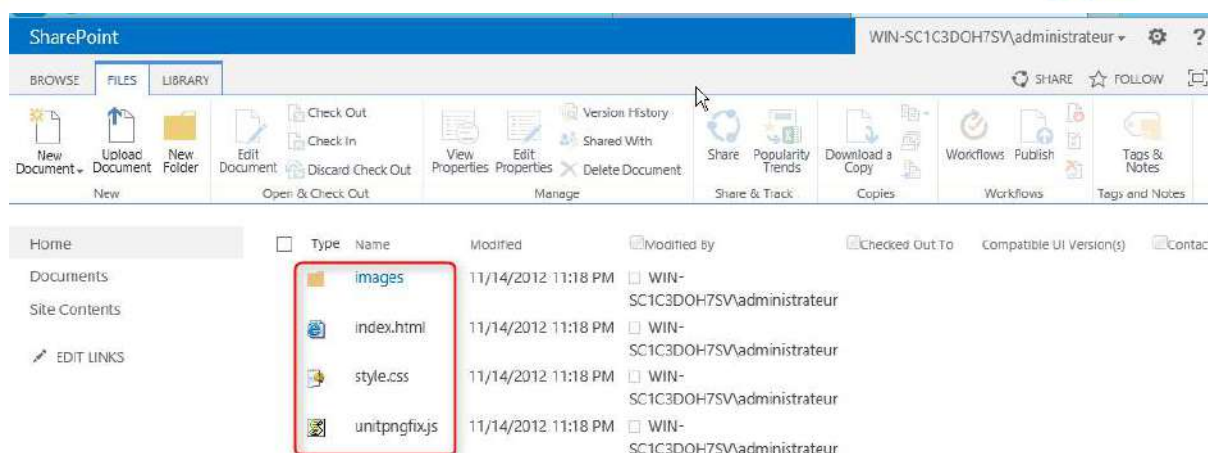 SharePoint
WIN-SC1C3DOH7SV\administrateur
?
BROWSE FILES LIBRARY
SHARE FOLLOW
New Document
Upload Document
New Folder
New
Edit Document
Check Out
Check In
Discard Check Out
Open & Check Out
View Properties
Edit Properties
Version History
Shared With
Delete Document
Manage
Share
Popularity Trends
Share & Track
Download a Copy
Copies
Workflows
Publish
Workflows
Tags & Notes
Tags and Notes
Home
Documents
Site Contents
EDIT LINKS
Type Name Modified Modified By Checked Out To Compatible UI Version(s) Contac
images 11/14/2012 11:18 PM WIN-
SC1C3DOH7SV\administrateur
index.html 11/14/2012 11:18 PM WIN-
SC1C3DOH7SV\administrateur
style.css 11/14/2012 11:18 PM WIN-
SC1C3DOH7SV\administrateur
unitpngfix.js 11/14/2012 11:18 PM WIN-
SC1C3DOH7SV\administrateur